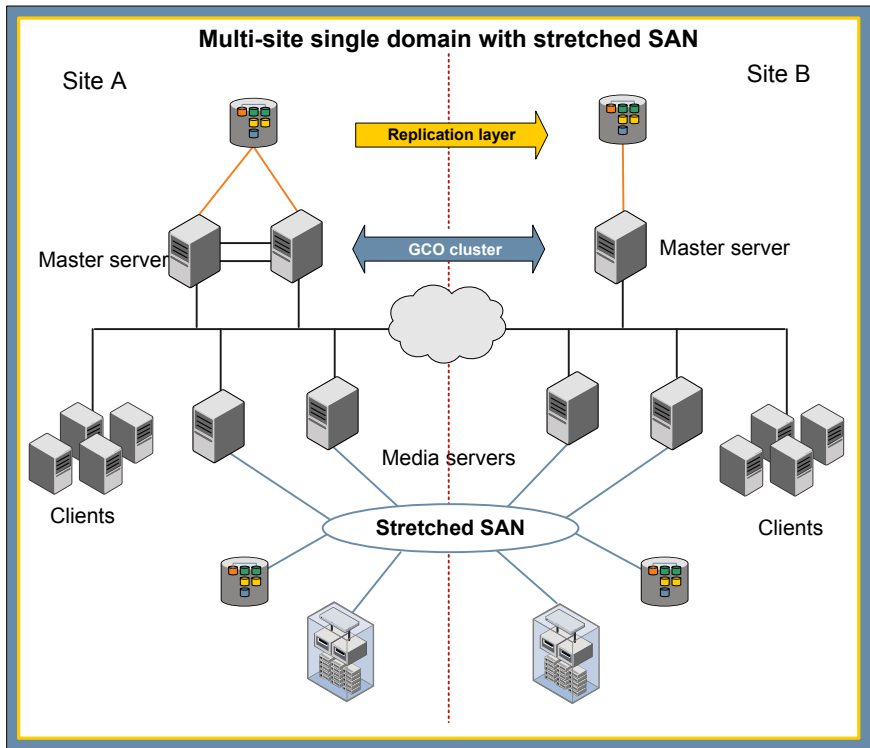 Multi-site single domain with stretched SAN
Site A
Site B
Replication layer
Master server
GCO cluster
Master server
Media servers
Clients
Stretched SAN
Clients